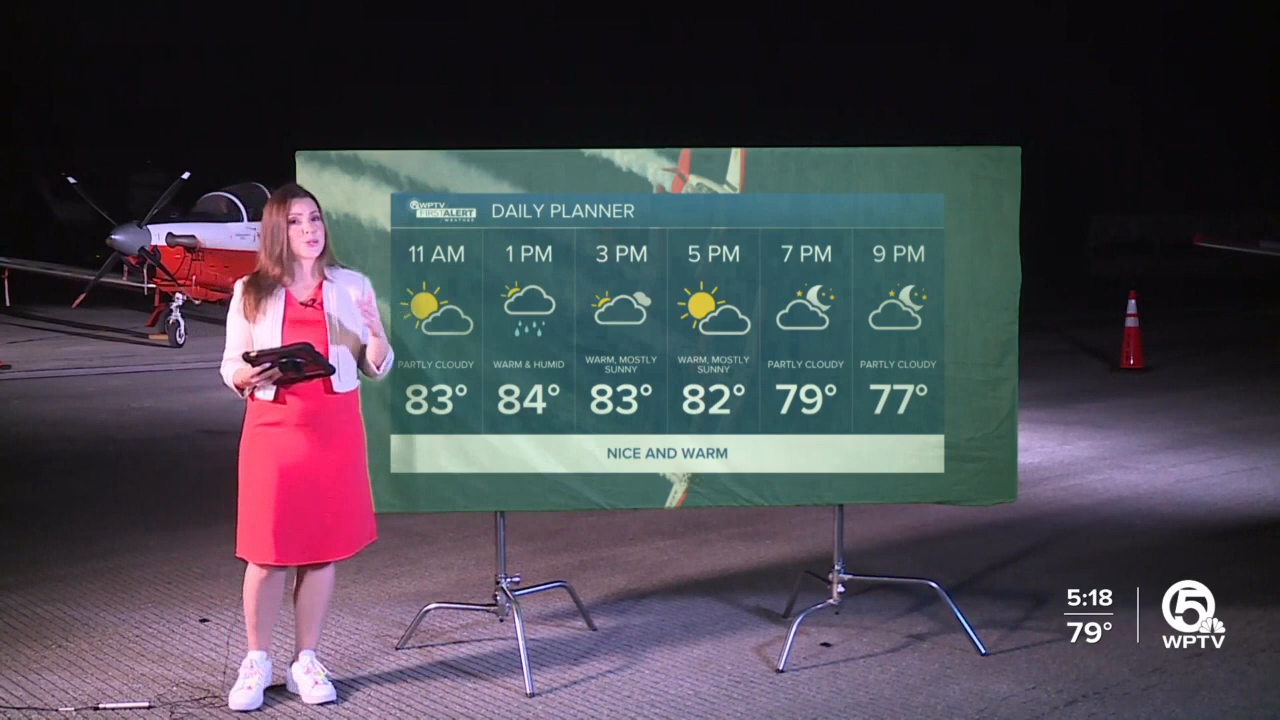 WPTV
FIRST ALERT
WEATHER
DAILY PLANNER
11 AM
1 PM
3 PM
5 PM
7 PM
9 PM
PARTLY CLOUDY
WARM & HUMID
WARM, MOSTLY
SUNNY
WARM, MOSTLY
SUNNY
PARTLY CLOUDY
PARTLY CLOUDY
83°
84°
83°
82°
79°
77°
NICE AND WARM
5:18
79°
5
WPTV